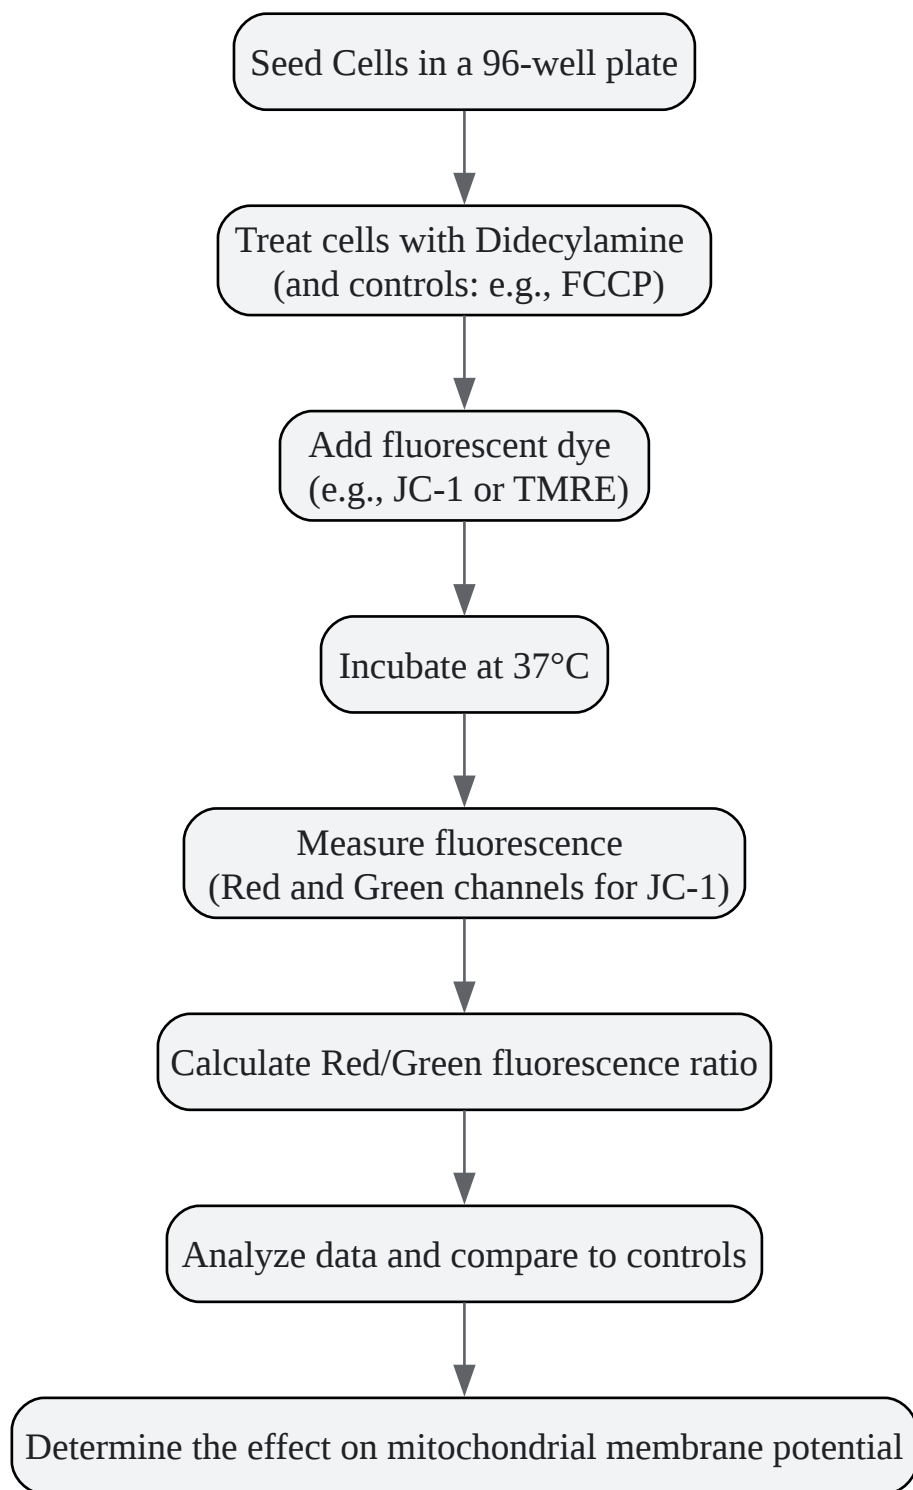 Seed Cells in a 96-well plate
Treat cells with Didecylamine
(and controls: e.g., FCCP)
Add fluorescent dye
(e.g., JC-1 or TMRE)
Incubate at 37°C
Measure fluorescence
(Red and Green channels for JC-1)
Calculate Red/Green fluorescence ratio
Analyze data and compare to controls
Determine the effect on mitochondrial membrane potential